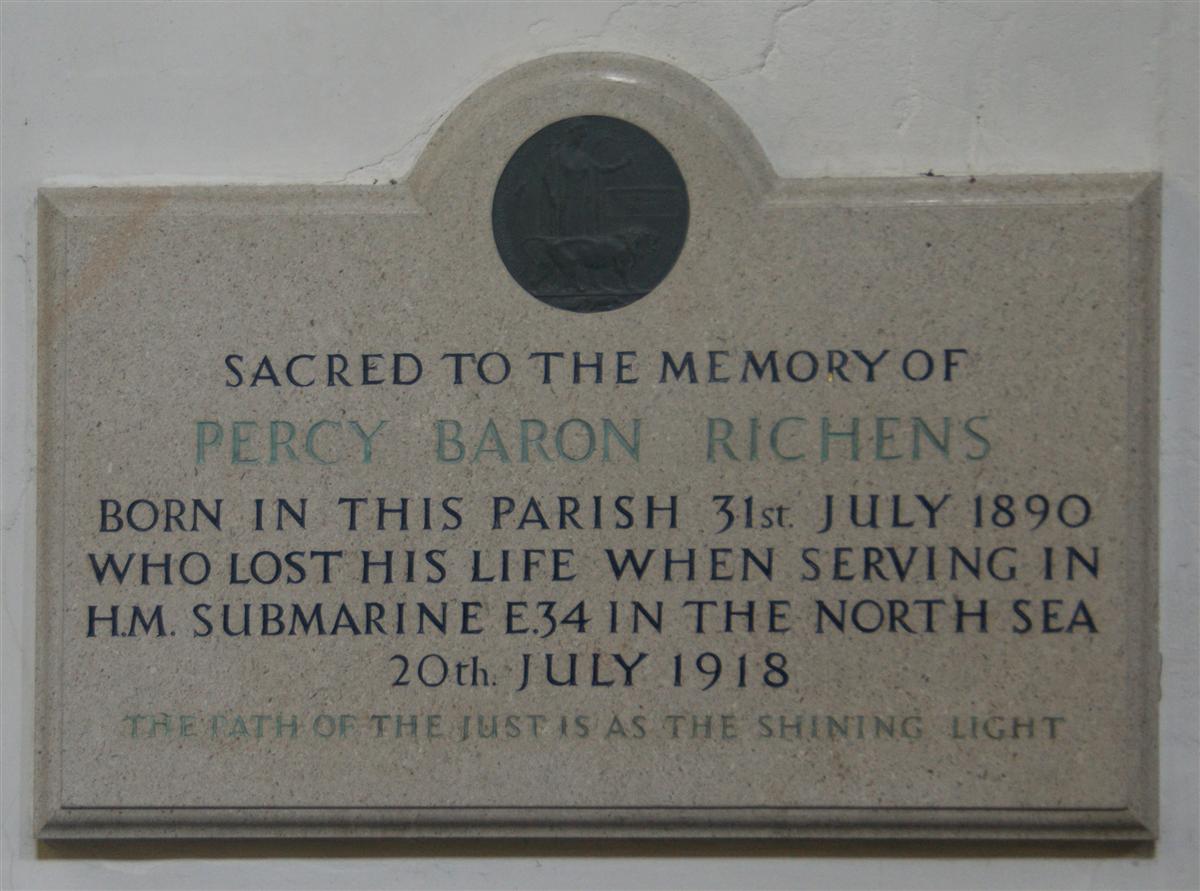 SACRED TO THE MEMORY OF
PERCY BARON RICHENS
BORN IN THIS PARISH 31st. JULY 1890
WHO LOST HIS LIFE WHEN SERVING IN
H.M. SUBMARINE E.34 IN THE NORTH SEA
20th. JULY 1918
THE PATH OF THE JUST IS AS THE SHINING LIGHT